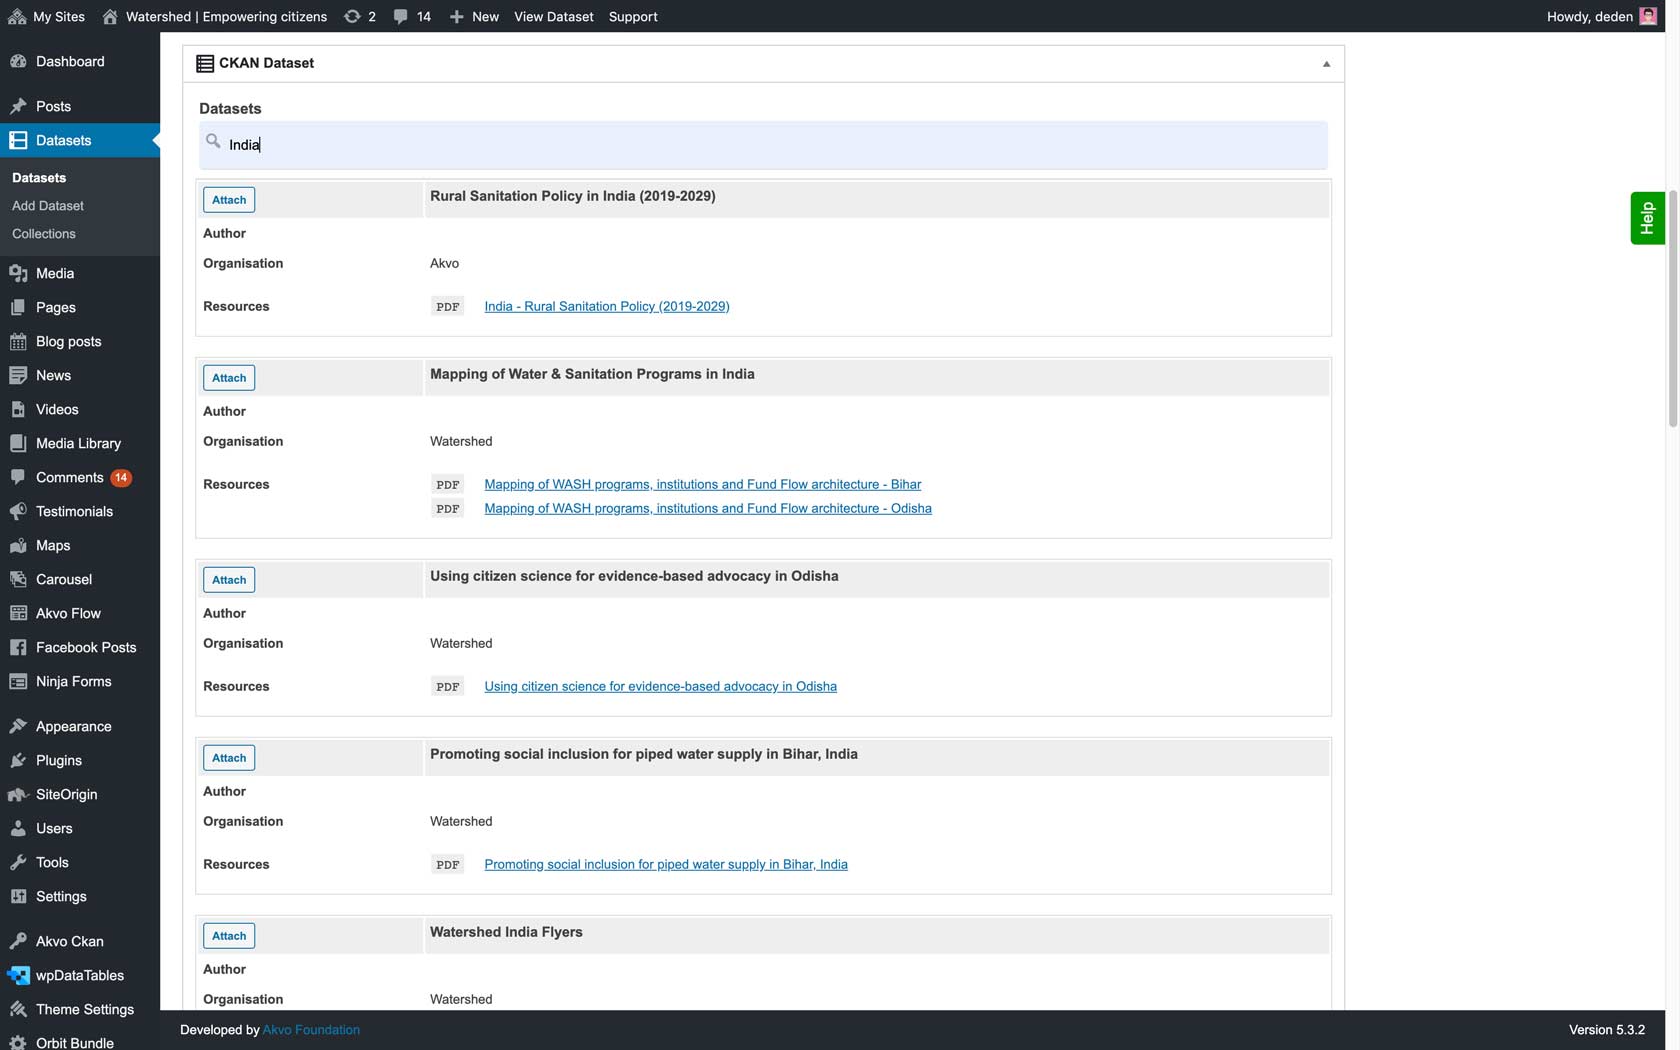 My Sites
Watershed | Empowering citizens
2
14
New
View Dataset
Support
Howdy, deden
Dashboard
Posts
Datasets
Datasets
Add Dataset
Collections
Media
Pages
Blog posts
News
Videos
Media Library
Comments 14
Testimonials
Maps
Carousel
Akvo Flow
Facebook Posts
Ninja Forms
Appearance
Plugins
SiteOrigin
Users
Tools
Settings
Akvo Ckan
wpDataTables
Theme Settings
Orbit Bundle
CKAN Dataset
Datasets
India
Attach Rural Sanitation Policy in India (2019-2029)
Author
Organisation Akvo
Resources PDF India - Rural Sanitation Policy (2019-2029)
Attach Mapping of Water & Sanitation Programs in India
Author
Organisation Watershed
Resources PDF Mapping of WASH programs, institutions and Fund Flow architecture - Bihar
PDF Mapping of WASH programs, institutions and Fund Flow architecture - Odisha
Attach Using citizen science for evidence-based advocacy in Odisha
Author
Organisation Watershed
Resources PDF Using citizen science for evidence-based advocacy in Odisha
Attach Promoting social inclusion for piped water supply in Bihar, India
Author
Organisation Watershed
Resources PDF Promoting social inclusion for piped water supply in Bihar, India
Attach Watershed India Flyers
Author
Organisation Watershed
Help
Developed by Akvo Foundation
Version 5.3.2